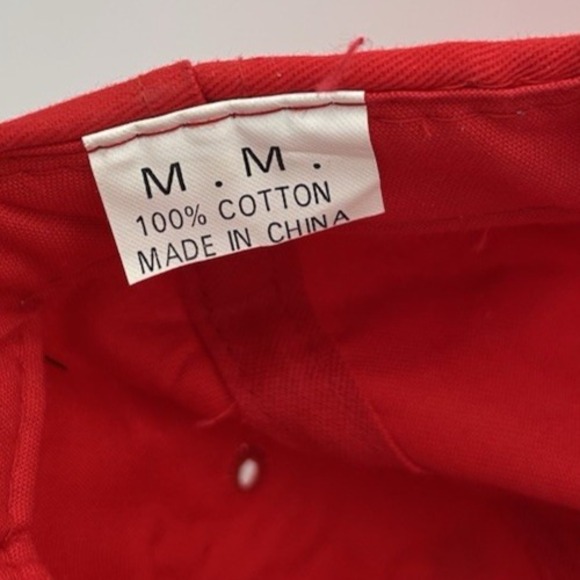 M . M .
100% COTTON
MADE IN CHINA